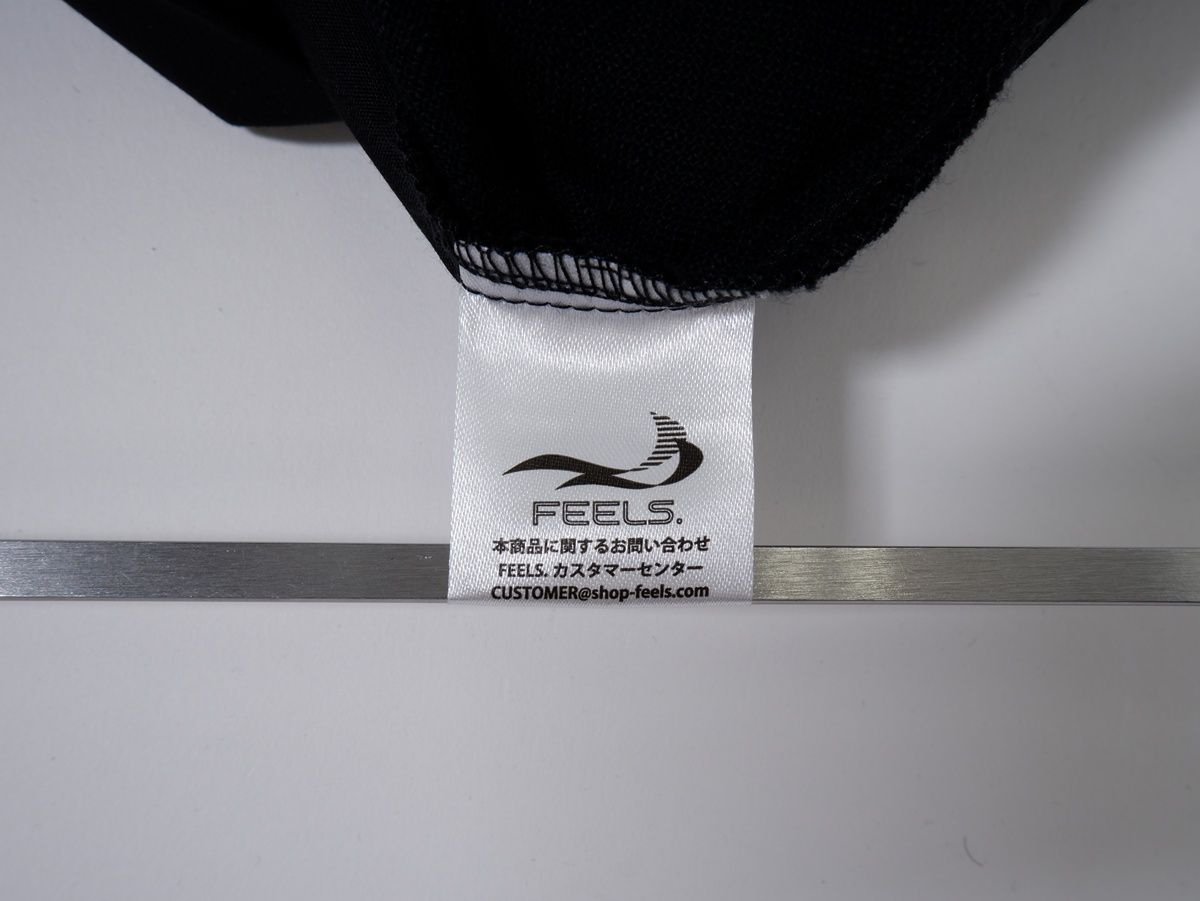 FEELS.
本商品に関するお問い合わせ
FEELS. カスタマーセンター
CUSTOMER@shop-feels.com